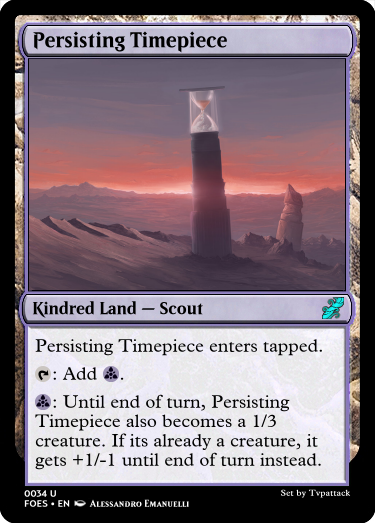 Persisting Timepiece
Kindred Land — Scout
Persisting Timepiece enters tapped.
: Add .
: Until end of turn, Persisting
Timepiece also becomes a 1/3
creature. If its already a creature, it
gets +1/-1 until end of turn instead.
0034 U
FOES • EN Alessandro Emanuelli
Set by Tvpattack